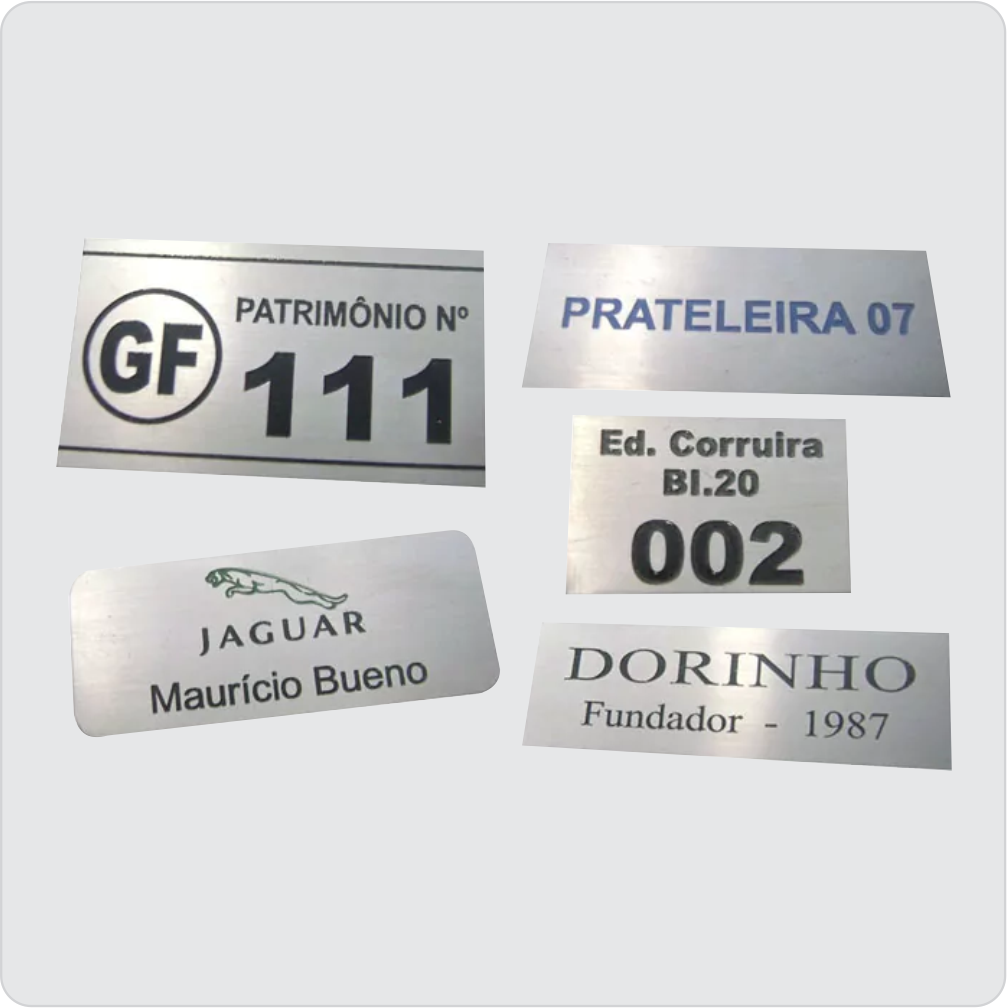 GF
PATRIMÔNIO Nº
111
PRATELEIRA 07
Ed. Corruira
Bl.20
002
JAGUAR
Maurício Bueno
DORINHO
Fundador - 1987